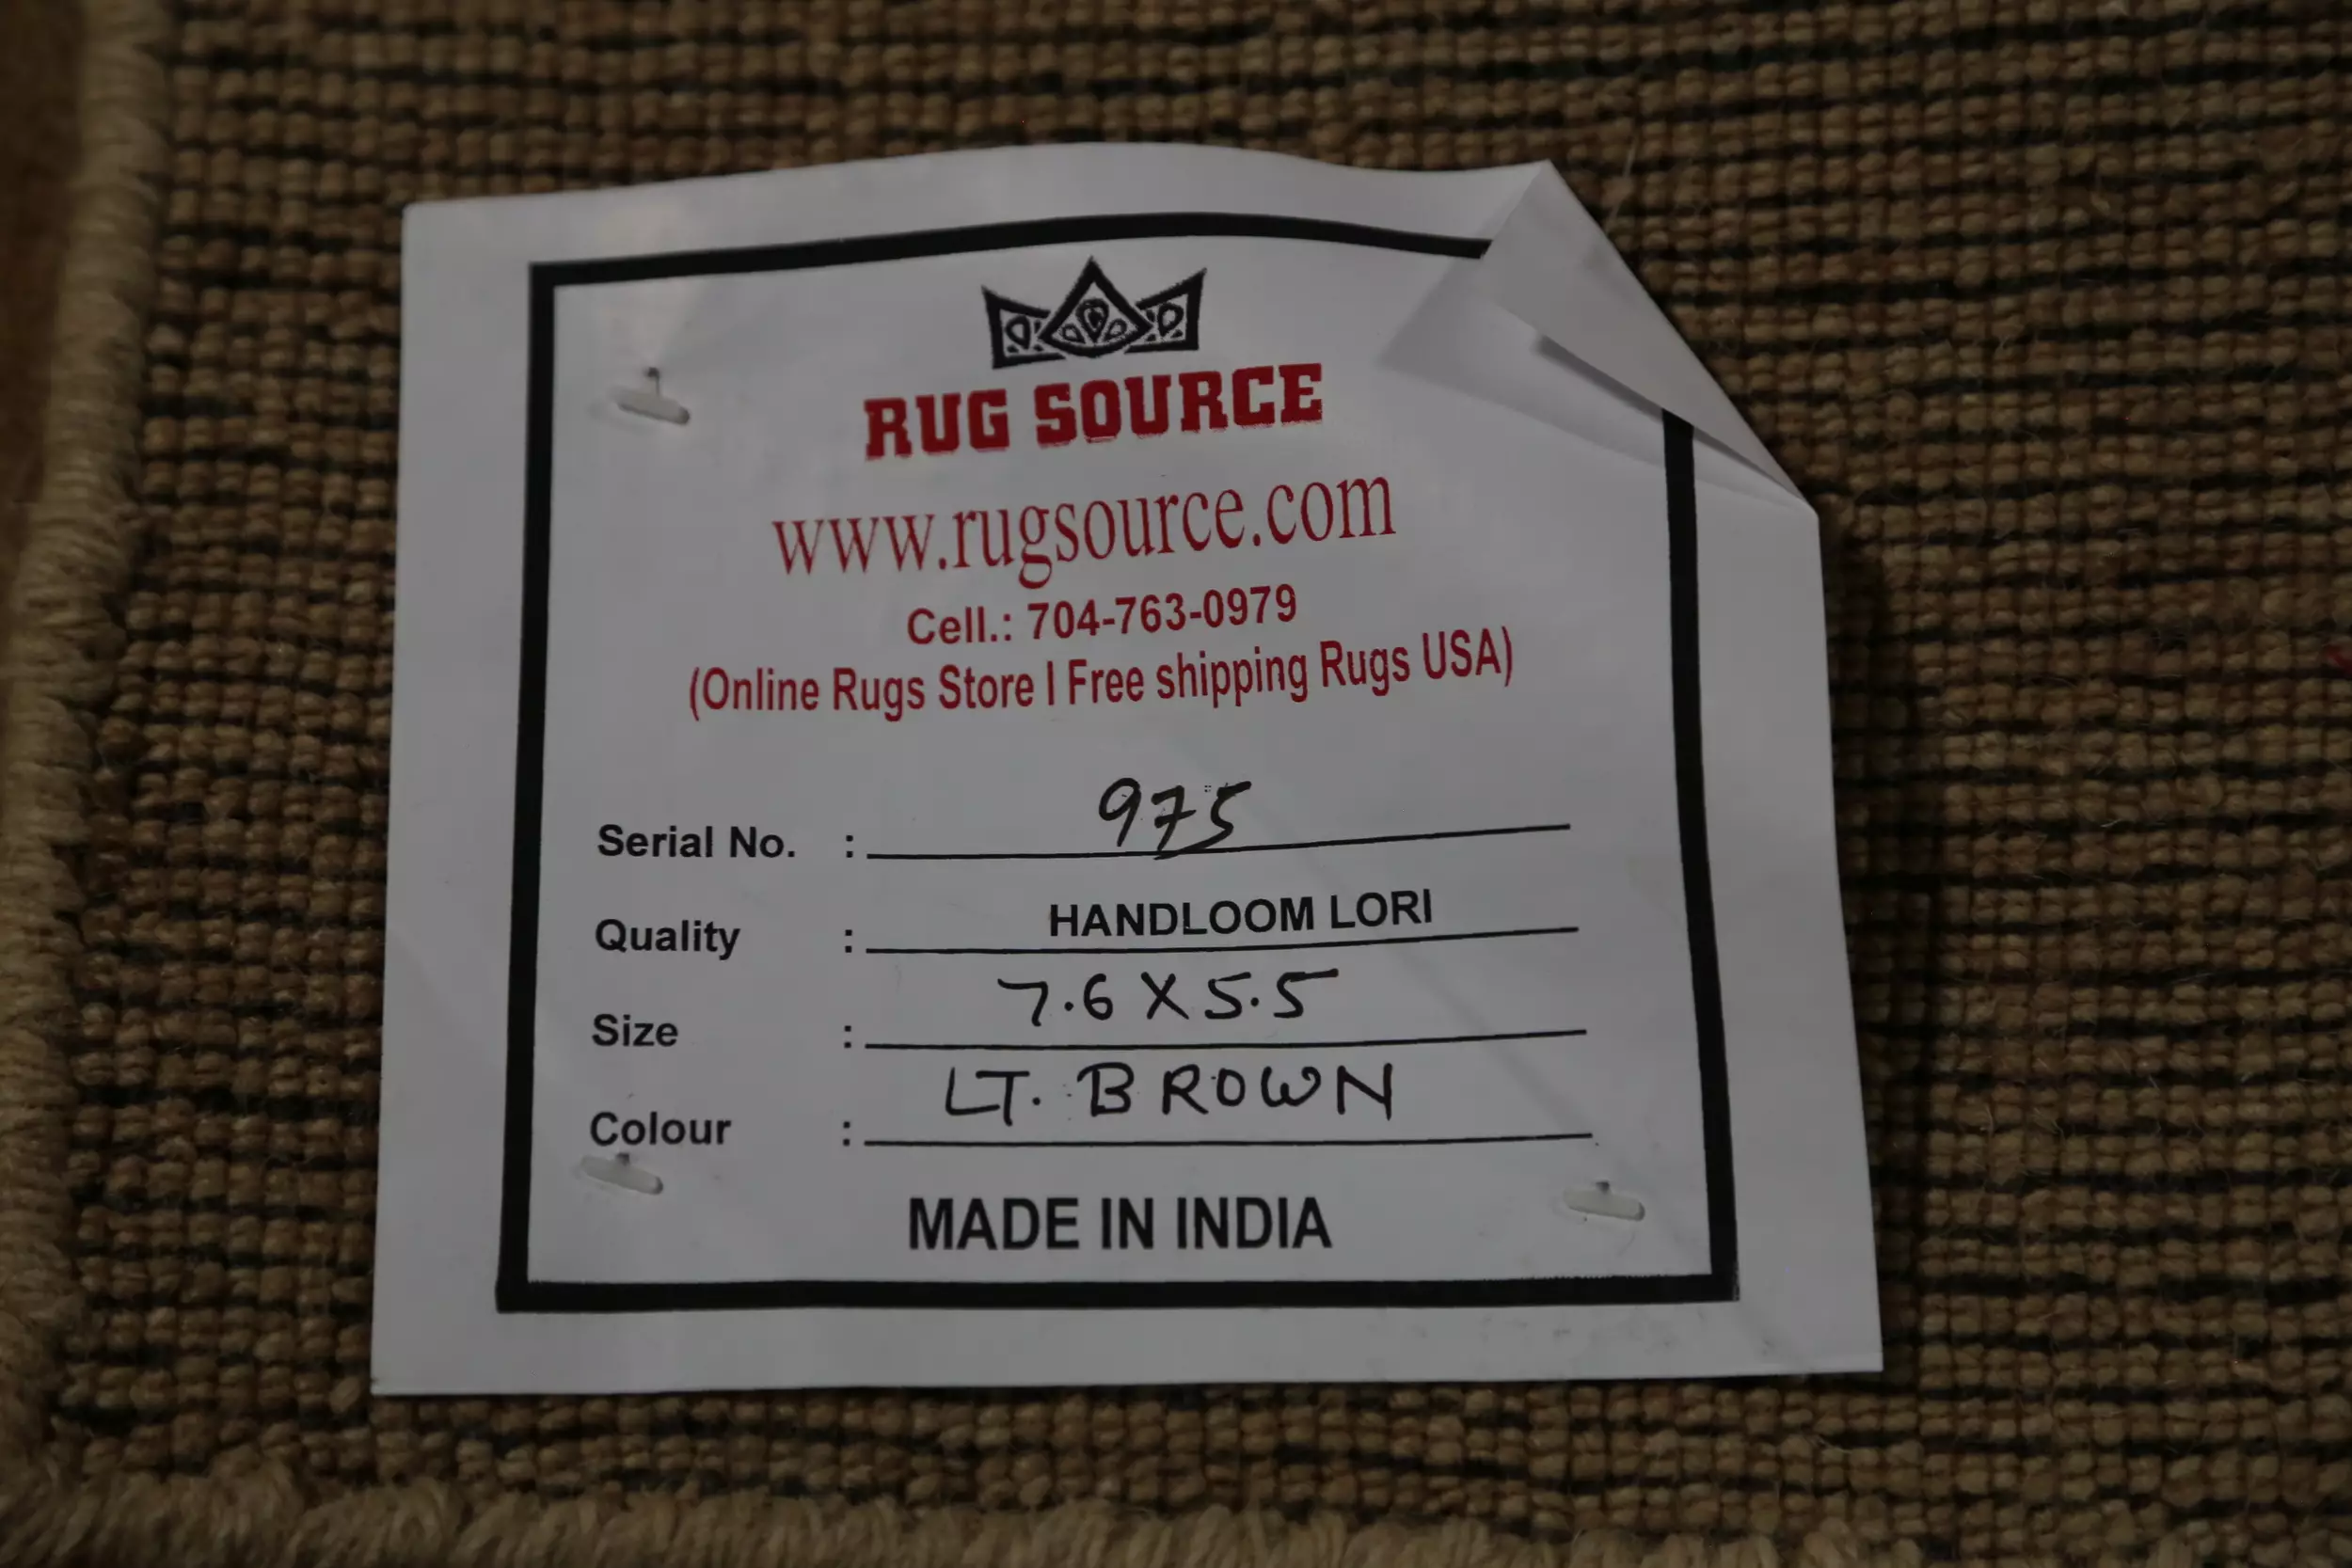 RUG SOURCE
www.rugsource.com
Cell.: 704-763-0979
(Online Rugs Store I Free shipping Rugs USA)
Serial No. : 975
Quality : HANDLOOM LORI
Size : 7.6 X 5.5
Colour : LT. BROWN
MADE IN INDIA